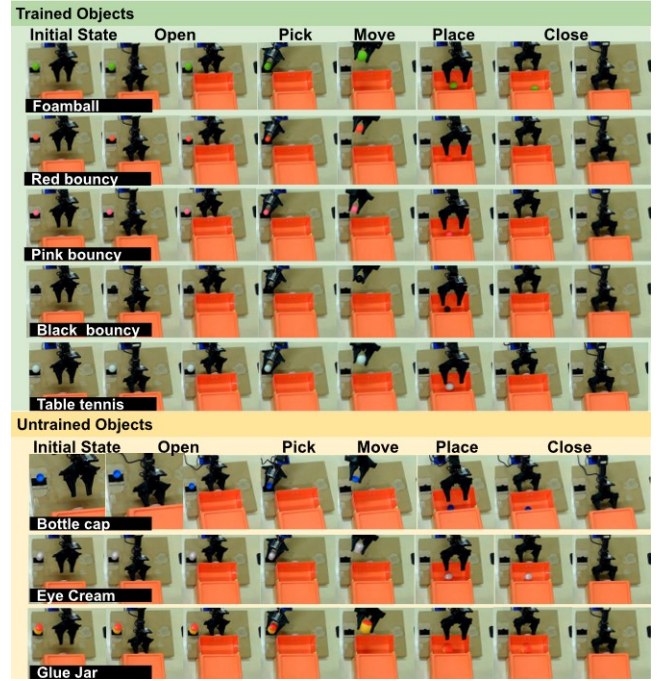 Trained Objects
Initial State Open Pick Move Place Close
Foamball
Red bouncy
Pink bouncy
Black bouncy
Table tennis
Untrained Objects
Initial State Open Pick Move Place Close
Bottle cap
Eye Cream
Glue Jar